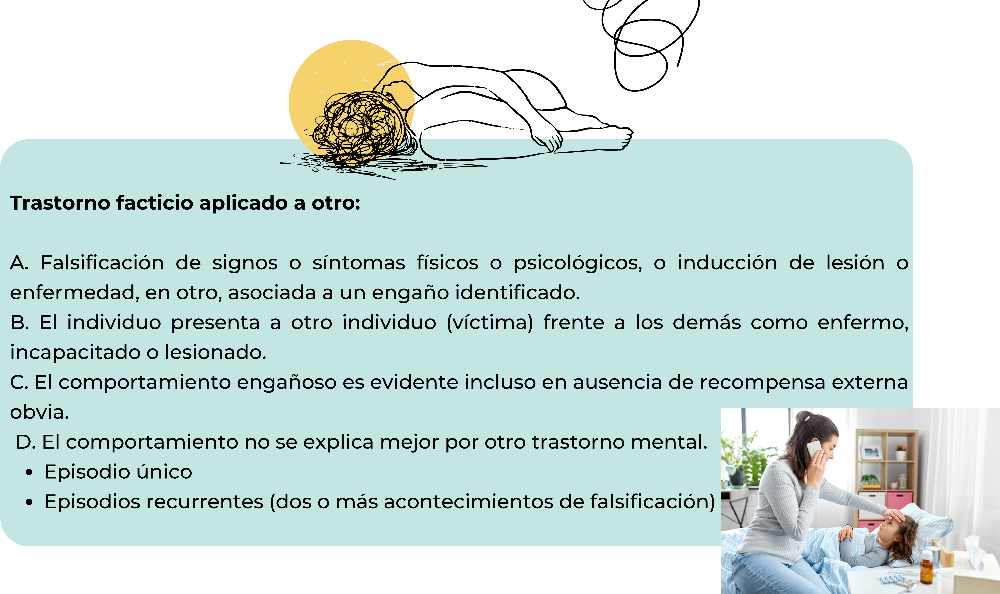 Trastorno facticio aplicado a otro:
A. Falsificación de signos o síntomas físicos o psicológicos, o inducción de lesión o
enfermedad, en otro, asociada a un engaño identificado.
B. El individuo presenta a otro individuo (víctima) frente a los demás como enfermo,
incapacitado o lesionado.
C. El comportamiento engañoso es evidente incluso en ausencia de recompensa externa
obvia.
D. El comportamiento no se explica mejor por otro trastorno mental.
• Episodio único
• Episodios recurrentes (dos o más acontecimientos de falsificación)